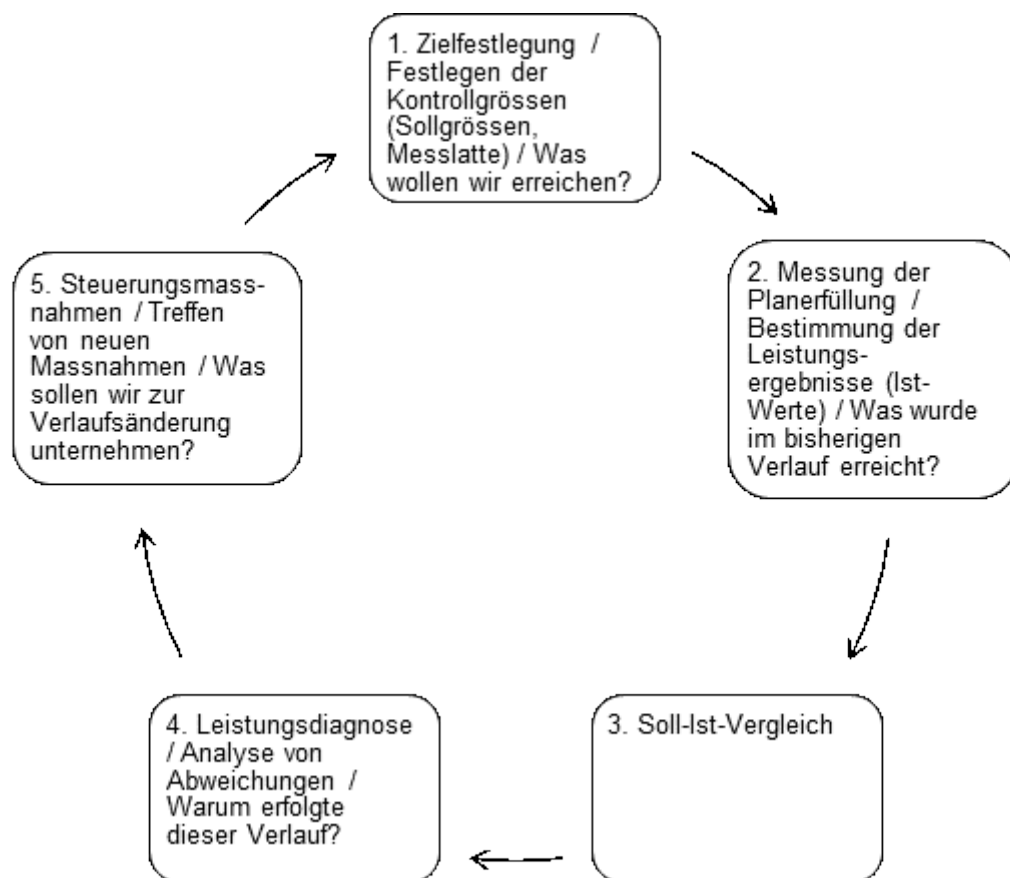 1. Zielfestlegung /
Festlegen der
Kontrollgrössen
(Sollgrössen,
Messlatte) / Was
wollen wir erreichen?
2. Messung der
Planerfüllung /
Bestimmung der
Leistungs-
ergebnisse (Ist-
Werte) / Was wurde
im bisherigen
Verlauf erreicht?
3. Soll-Ist-Vergleich
4. Leistungsdiagnose
/ Analyse von
Abweichungen /
Warum erfolgte
dieser Verlauf?
5. Steuerungsmass-
nahmen / Treffen
von neuen
Massnahmen / Was
sollen wir zur
Verlaufsänderung
unternehmen?